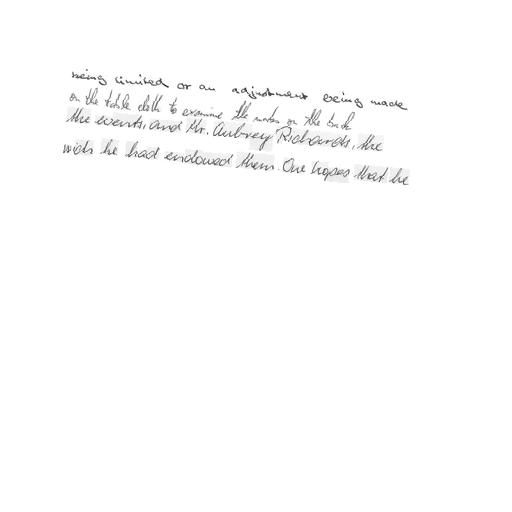 being limited or an adjustment being made
on the table cloth to examine the notes on the back
the events, and Mr. Aubrey Richards, the
wich he had endowed them. One hopes that he